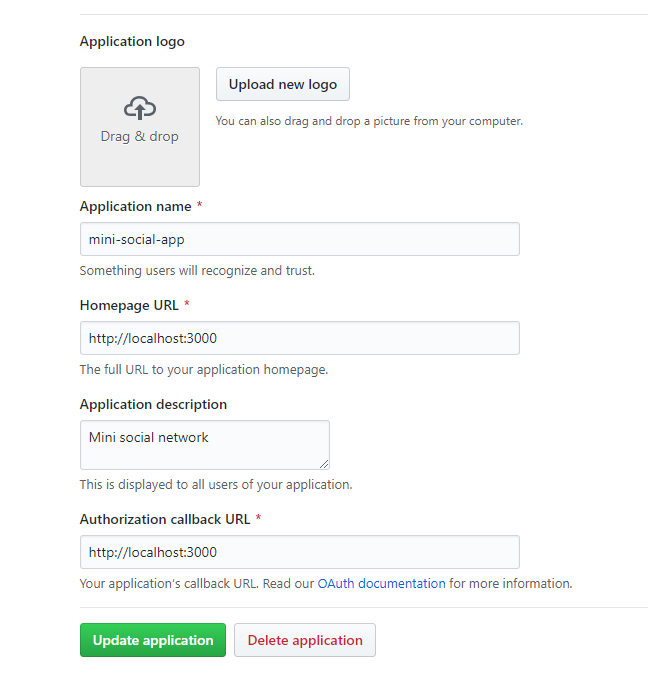 Application logo
Drag & drop
Upload new logo
You can also drag and drop a picture from your computer.
Application name *
mini-social-app
Something users will recognize and trust.
Homepage URL *
http://localhost:3000
The full URL to your application homepage.
Application description
Mini social network
This is displayed to all users of your application.
Authorization callback URL *
http://localhost:3000
Your application’s callback URL. Read our OAuth documentation for more information.
Update application
Delete application